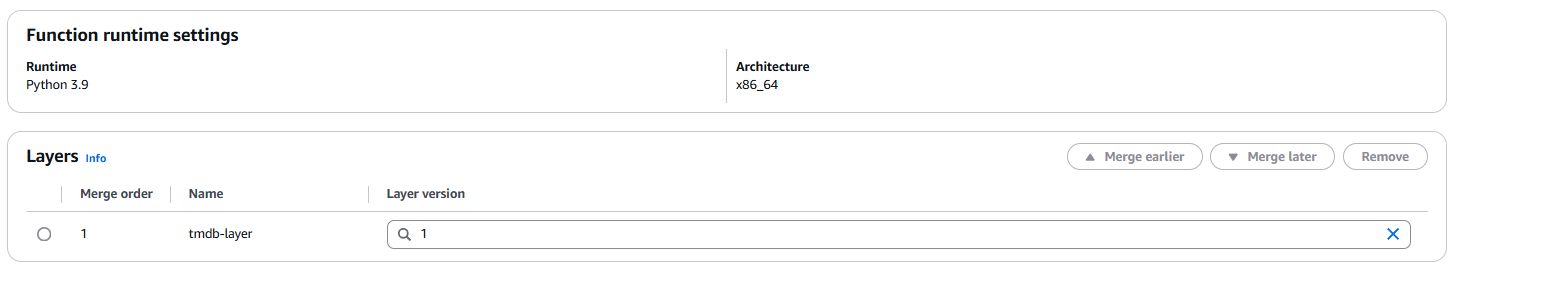 Function runtime settings
Runtime
Python 3.9
Architecture
x86_64
Layers Info
Merge earlier
Merge later
Remove
Merge order
Name
Layer version
1
tmdb-layer
1